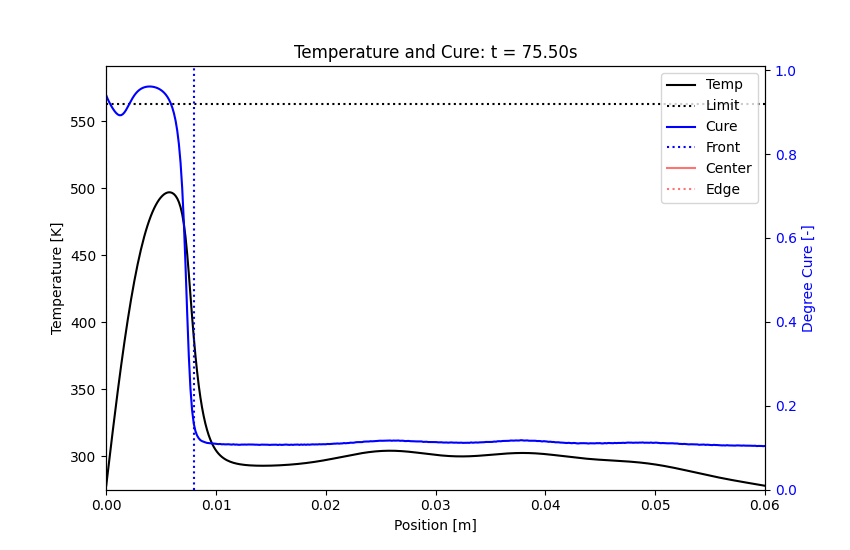 Temperature and Cure: t = 75.50s
Temp
Limit
Cure
Front
Center
Edge
Temperature [K]
550
500
450
400
350
300
Degree Cure [-]
1.0
0.8
0.6
0.4
0.2
0.0
0.00 0.01 0.02 0.03 0.04 0.05 0.06
Position [m]